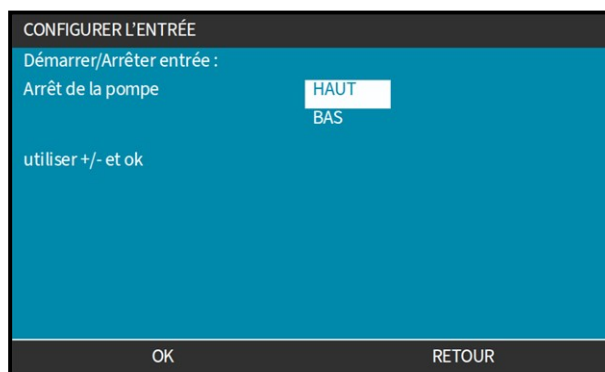 CONFIGURER L’ENTRÉE
Démarrer/Arrêter entrée :
Arrêt de la pompe HAUT
BAS
utiliser +/- et ok
OK RETOUR